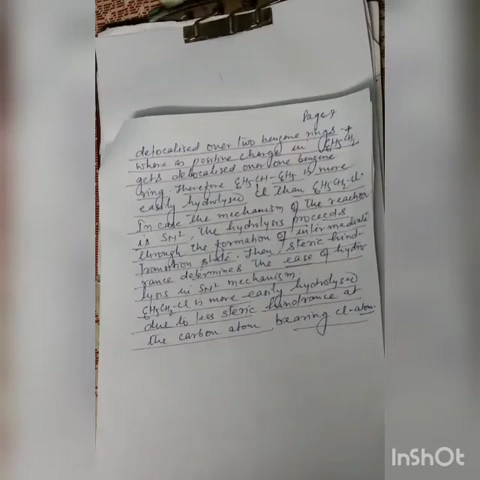 Page 9
delocalised over two benzene rings
where as positive charge in C6H5-CH2+
gets delocalised over one benzene
ring. Therefore C6H5-CH-C6H5 is more
easily hydrolysed Cl than C6H5CH2-Cl.
In case the mechanism of the reaction
is SN2 the hydrolysis proceeds
through the formation of intermediate
transition state. Then, steric hind-
rance determines the ease of hydro
lysis in SN2 mechanism.
C6H5CH2-Cl is more easily hydrolysed
due to less steric hindrance at
the carbon atom bearing Cl-atom.
InShOt